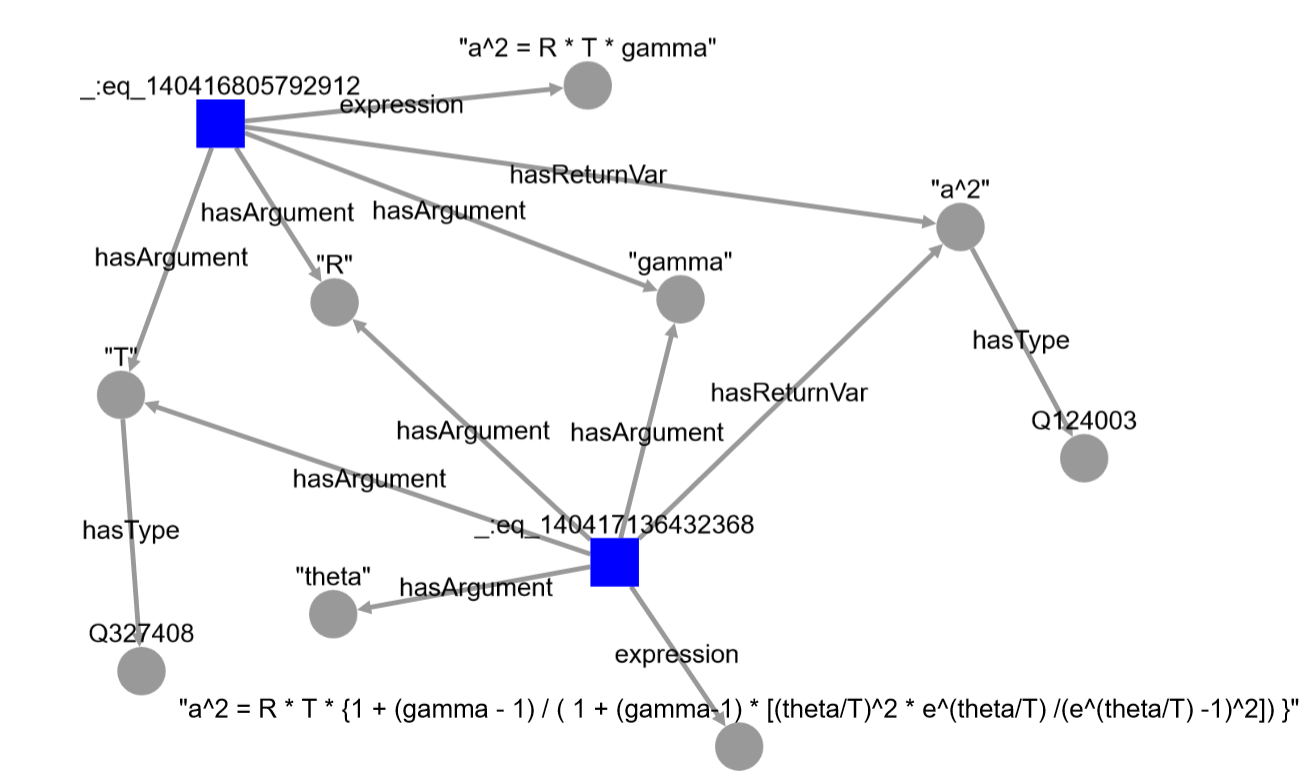 "a^2 = R * T * gamma"
_:eq_140416805792912
expression
hasReturnVar
"a^2"
hasArgument
hasArgument
hasArgument
"R"
"gamma"
hasType
"T"
hasReturnVar
Q124003
hasArgument
hasArgument
hasArgument
_:eq_140417136432368
hasType
"theta"
hasArgument
Q327408
expression
"a^2 = R * T * {1 + (gamma - 1) / ( 1 + (gamma-1) * [(theta/T)^2 * e^(theta/T) /(e^(theta/T) -1)^2]) }"